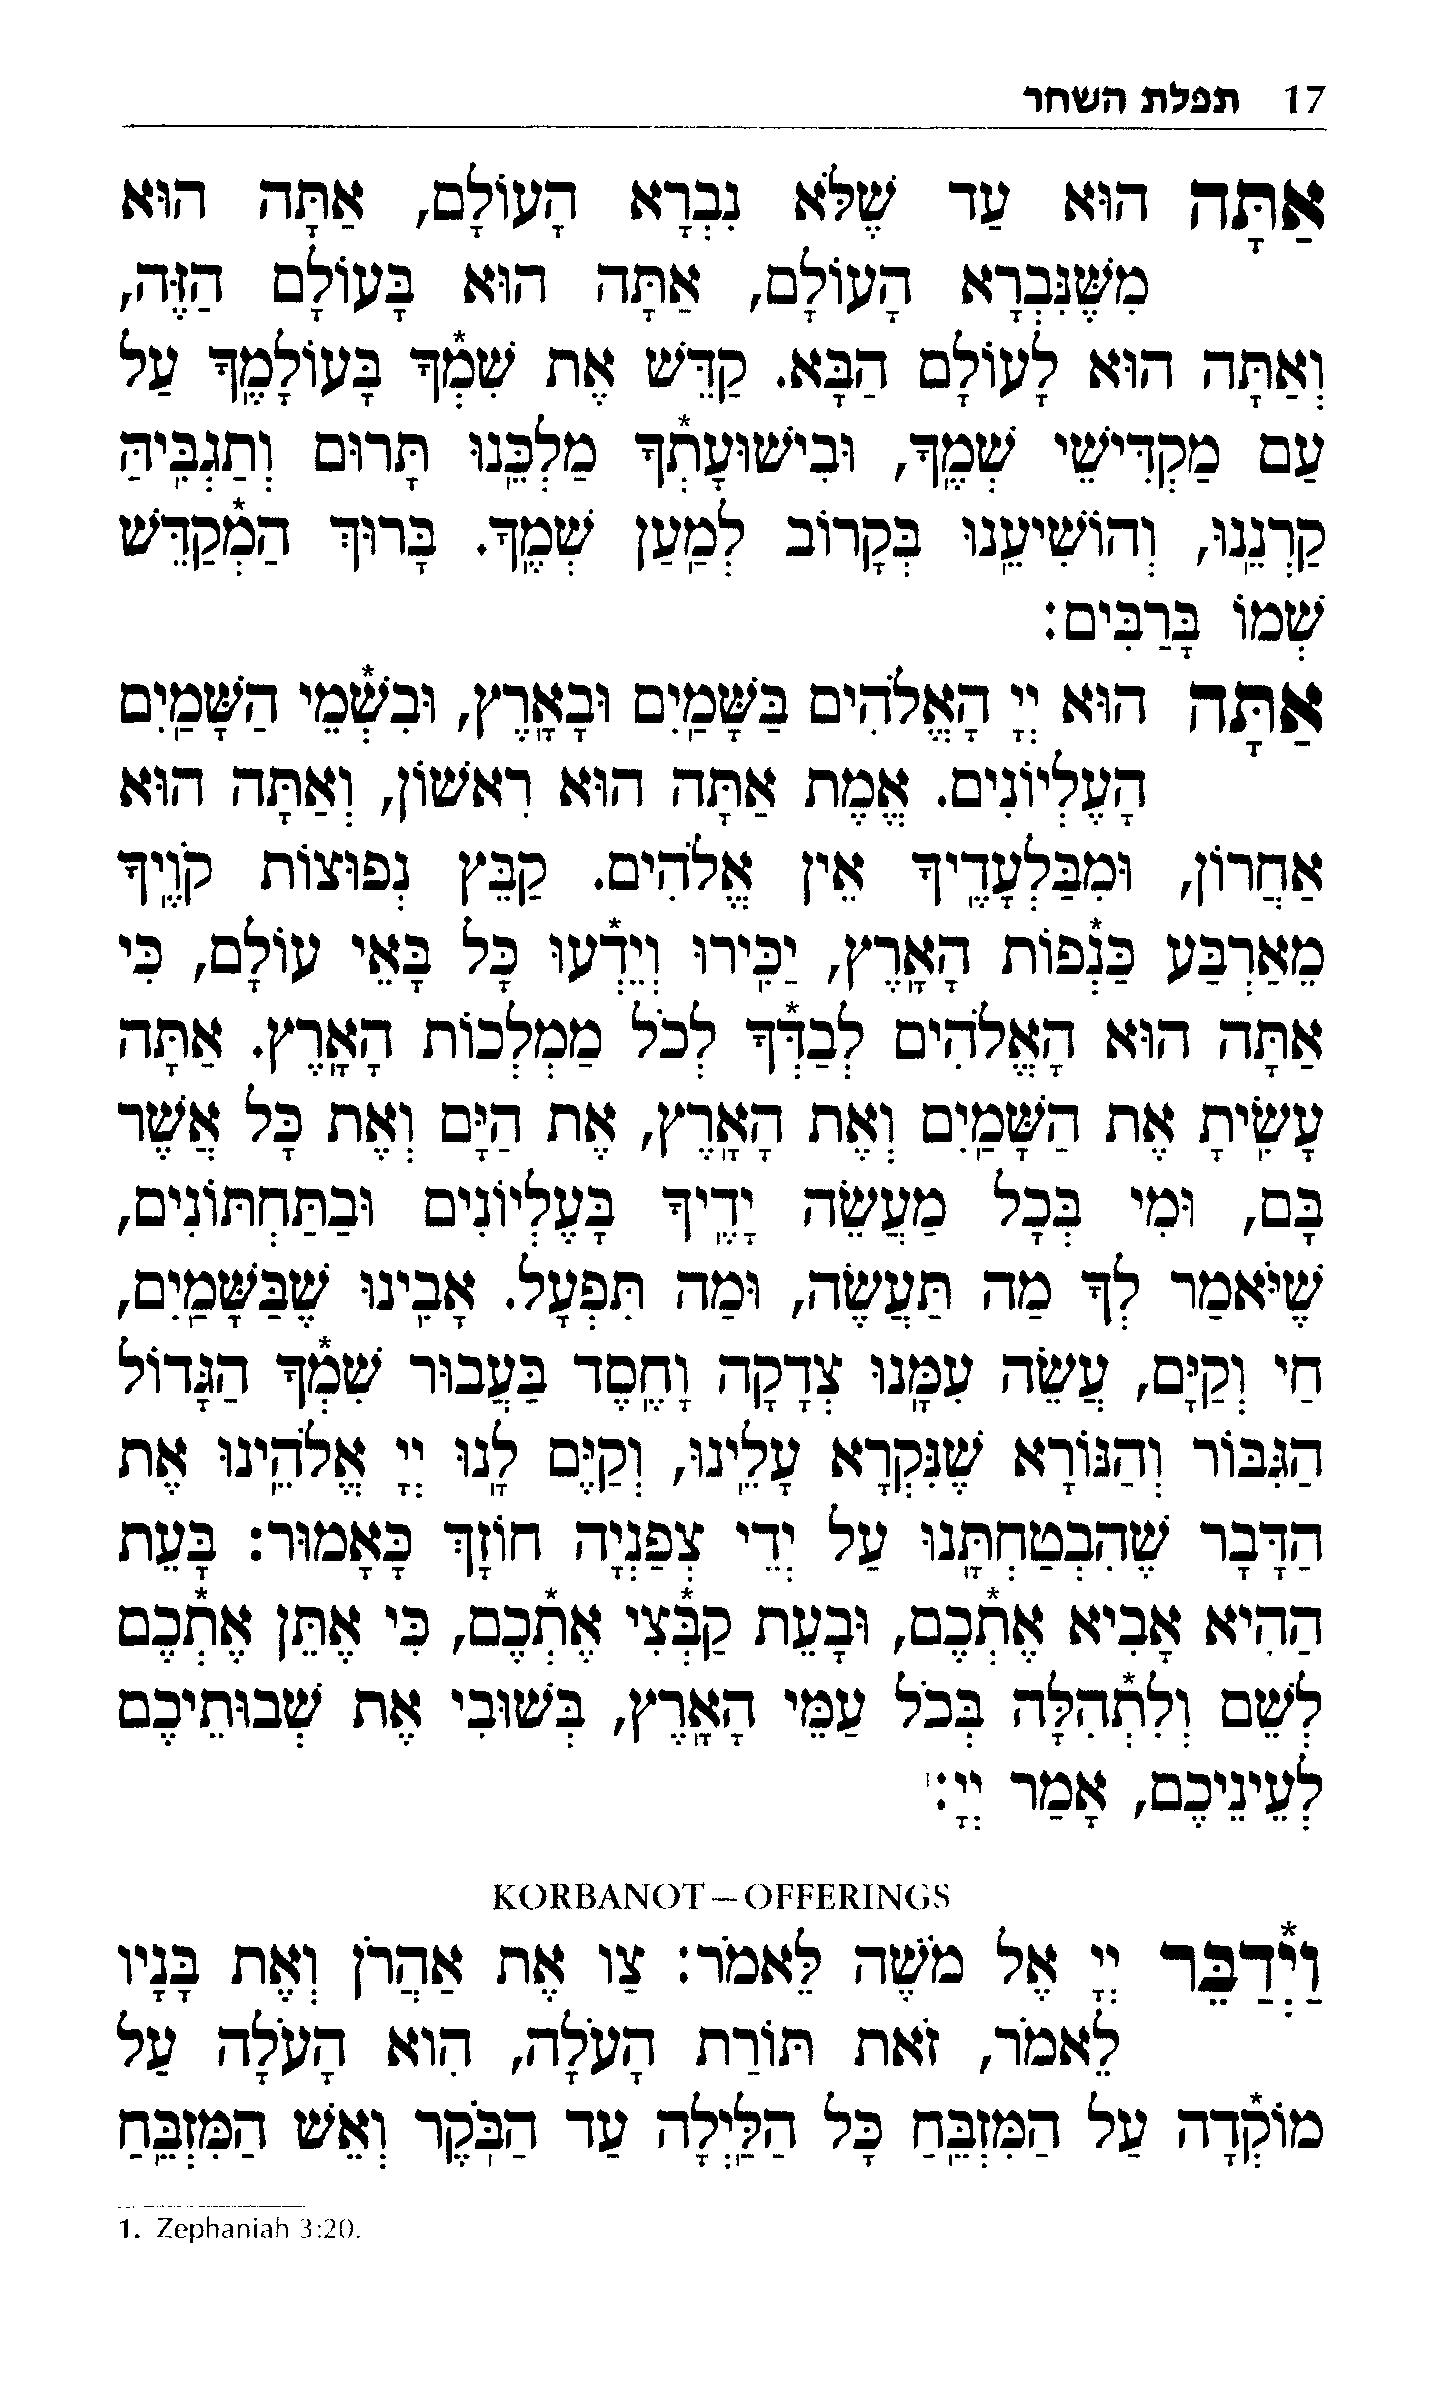 17 תפלת השחר
אַתָּה הוּא עַד שֶׁלֹּא נִבְרָא הָעוֹלָם, אַתָּה הוּא
מִשֶּׁנִּבְרָא הָעוֹלָם, אַתָּה הוּא בָּעוֹלָם הַזֶּה,
וְאַתָּה הוּא לָעוֹלָם הַבָּא. קַדֵּשׁ אֶת שִׁמְ*ךָ בָּעוֹלָמֶךָ עַל
עַם מַקְדִּישֵׁי שְׁמֶךָ, וּבִישׁוּעָתְ*ךָ מַלְכֵּנוּ תָּרוּם וְתַגְבִּיהַּ
קַרְנֵנוּ, וְהוֹשִׁיעֵנוּ בְּקָרוֹב לְמַעַן שְׁמֶךָ. בָּרוּךְ הַמְ*קַדֵּשׁ
שְׁמוֹ בָּרַבִּים:
אַתָּה הוּא יְיָ הָאֱלֹהִים בַּשָּׁמַיִם וּבָאָרֶץ, וּבִשְׁ*מֵי הַשָּׁמַיִם
הָעֶלְיוֹנִים. אֱמֶת אַתָּה הוּא רִאשׁוֹן, וְאַתָּה הוּא
אַחֲרוֹן, וּמִבַּלְעָדֶיךָ אֵין אֱלֹהִים. קַבֵּץ נְפוּצוֹת קֹוֶיךָ
מֵאַרְבַּע כַּנְ*פוֹת הָאָרֶץ, יַכִּירוּ וְיֵדְ*עוּ כָּל בָּאֵי עוֹלָם, כִּי
אַתָּה הוּא הָאֱלֹהִים לְבַדְּ*ךָ לְכֹל מַמְלְכוֹת הָאָרֶץ. אַתָּה
עָשִׂיתָ אֶת הַשָּׁמַיִם וְאֶת הָאָרֶץ, אֶת הַיָּם וְאֶת כָּל אֲשֶׁר
בָּם, וּמִי בְּכָל מַעֲשֵׂה יָדֶיךָ בָּעֶלְיוֹנִים וּבַתַּחְתּוֹנִים,
שֶׁיֹּאמַר לְךָ מַה תַּעֲשֶׂה, וּמַה תִּפְעָל. אָבִינוּ שֶׁבַּשָּׁמַיִם,
חַי וְקַיָּם, עֲשֵׂה עִמָּנוּ צְדָקָה וָחֶסֶד בַּעֲבוּר שִׁמְ*ךָ הַגָּדוֹל
הַגִּבּוֹר וְהַנּוֹרָא שֶׁנִּקְרָא עָלֵינוּ, וְקַיֶּם לָנוּ יְיָ אֱלֹהֵינוּ אֶת
הַדָּבָר שֶׁהִבְטַחְתָּנוּ עַל יְדֵי צְפַנְיָה חוֹזָךְ כָּאָמוּר: בָּעֵת
הַהִיא אָבִיא אֶתְ*כֶם, וּבָעֵת קַבְּ*צִי אֶתְ*כֶם, כִּי אֶתֵּן אֶתְ*כֶם
לְשֵׁם וְלִתְ*הִלָּה בְּכֹל עַמֵּי הָאָרֶץ, בְּשׁוּבִי אֶת שְׁבוּתֵיכֶם
לְעֵינֵיכֶם, אָמַר יְיָ:¹
KORBANOT—OFFERINGS
וַיְ*דַבֵּר יְיָ אֶל מֹשֶׁה לֵּאמֹר: צַו אֶת אַהֲרֹן וְאֶת בָּנָיו
לֵאמֹר, זֹאת תּוֹרַת הָעֹלָה, הִוא הָעֹלָה עַל
מוֹקְ*דָה עַל הַמִּזְבֵּחַ כָּל הַלַּיְלָה עַד הַבֹּקֶר וְאֵשׁ הַמִּזְבֵּחַ
1. Zephaniah 3:20.